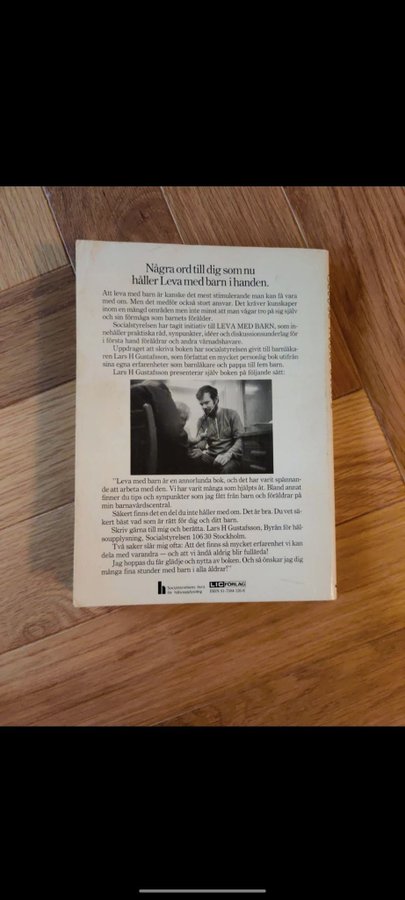 Några ord till dig som nu
håller Leva med barn i handen.
Att leva med barn är kanske det mest stimulerande man kan få vara
med om. Men det medför också stort ansvar. Det kräver kunskaper
inom en mängd områden men inte minst att man vågar tro på sig själv
och sin förmåga som barnets förälder.
Socialstyrelsen har tagit initiativ till LEVA MED BARN, som in-
nehåller praktiska råd, synpunkter, idéer och diskussionsunderlag för
i första hand föräldrar och andra vårdnadshavare.
Uppdraget att skriva boken har socialstyrelsen givit till barnläka-
ren Lars H Gustafsson, som författat en mycket personlig bok utifrån
sina egna erfarenheter som barnläkare och pappa till fem barn.
Lars H Gustafsson presenterar själv boken på följande sätt:
"Leva med barn är en annorlunda bok, och det har varit spännan-
de att arbeta med den. Vi har varit många som hjälpts åt. Bland annat
finner du tips och synpunkter som jag fått från barn och föräldrar på
min barnavårdscentral.
Säkert finns det en del du inte håller med om. Det är bra. Du vet sä-
kert bäst vad som är rätt för dig och ditt barn.
Skriv gärna till mig och berätta. Lars H Gustafsson, Byrån för häl-
soupplysning, Socialstyrelsen 106 30 Stockholm.
Två saker slår mig ofta: Att det finns så mycket erfarenhet vi kan
dela med varandra — och att vi ändå aldrig blir fullärda!
Jag hoppas du får glädje och nytta av boken. Och så önskar jag dig
många fina stunder med barn i alla åldrar!"
h
Socialstyrelsens byrå
för hälsoupplysning
LIC FÖRLAG